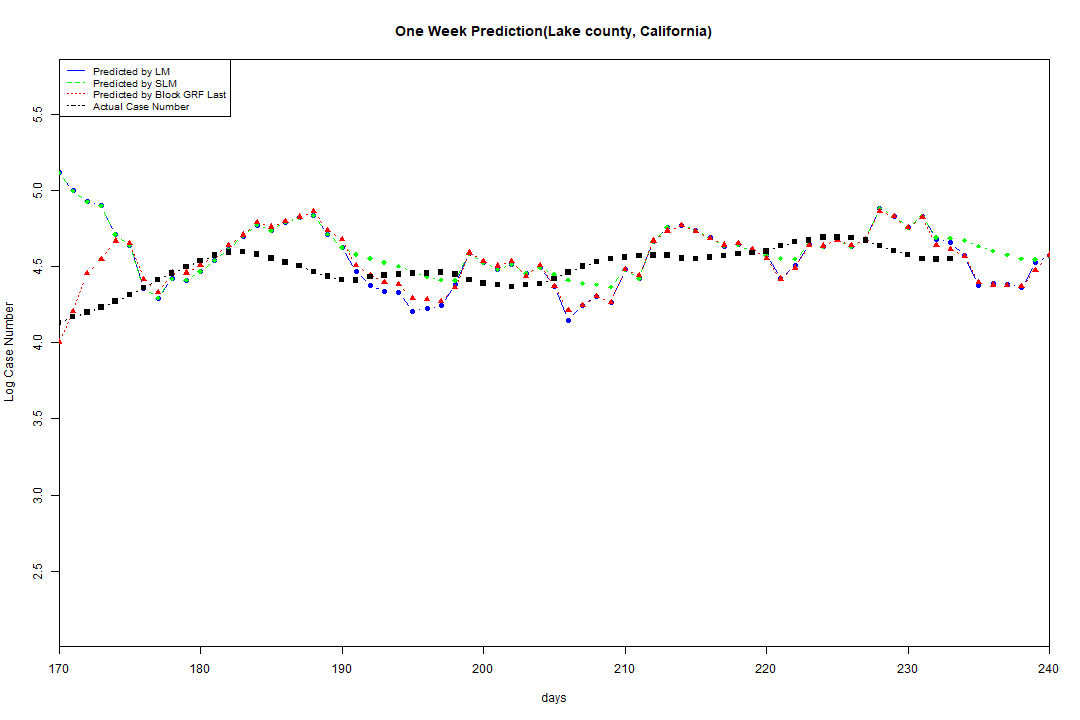 One Week Prediction(Lake county, California)
Predicted by LM
Predicted by SLM
Predicted by Block GRF Last
Actual Case Number
5.5
5.0
4.5
4.0
3.5
3.0
2.5
Log Case Number
170 180 190 200 210 220 230 240
days